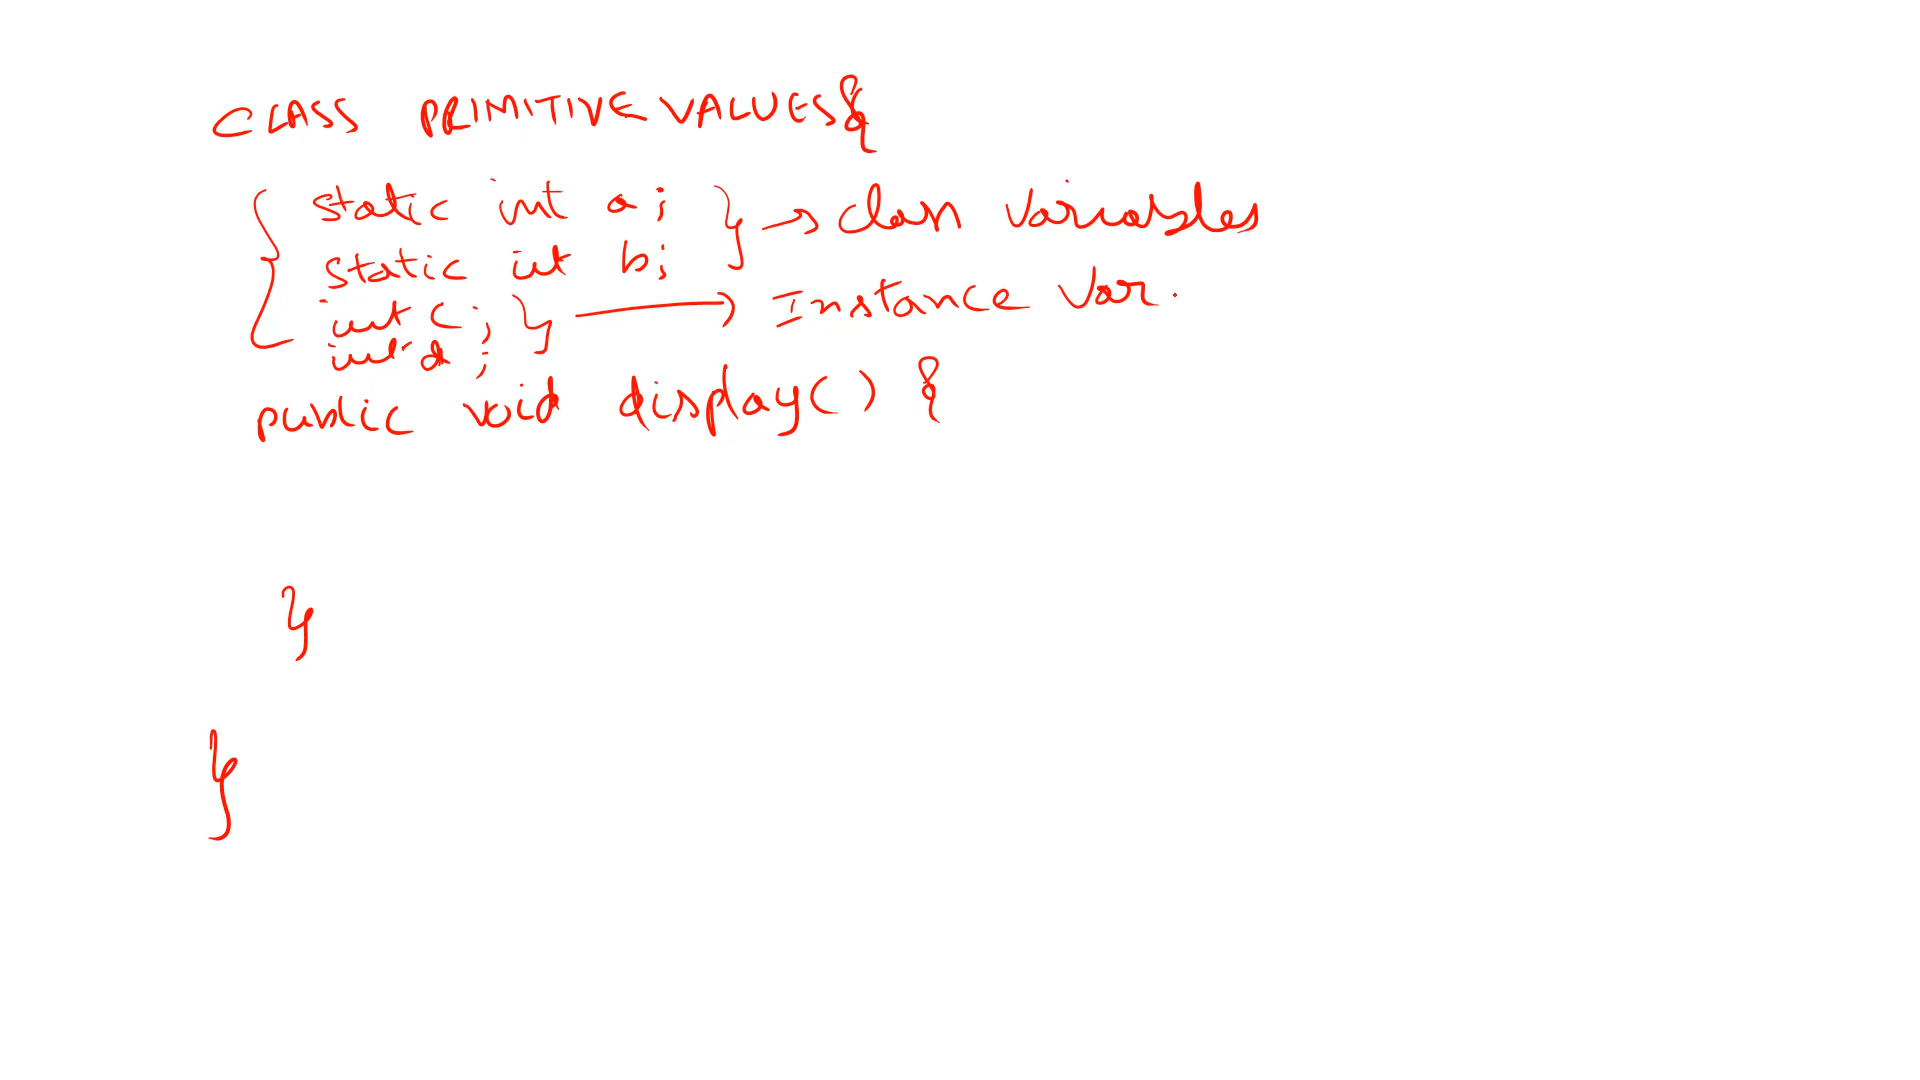 CLASS PRIMITIVEVALUES{
static int a; } → class variables
static int b;
int c; } → Instance Var.
int d;
public void display() {
}
}